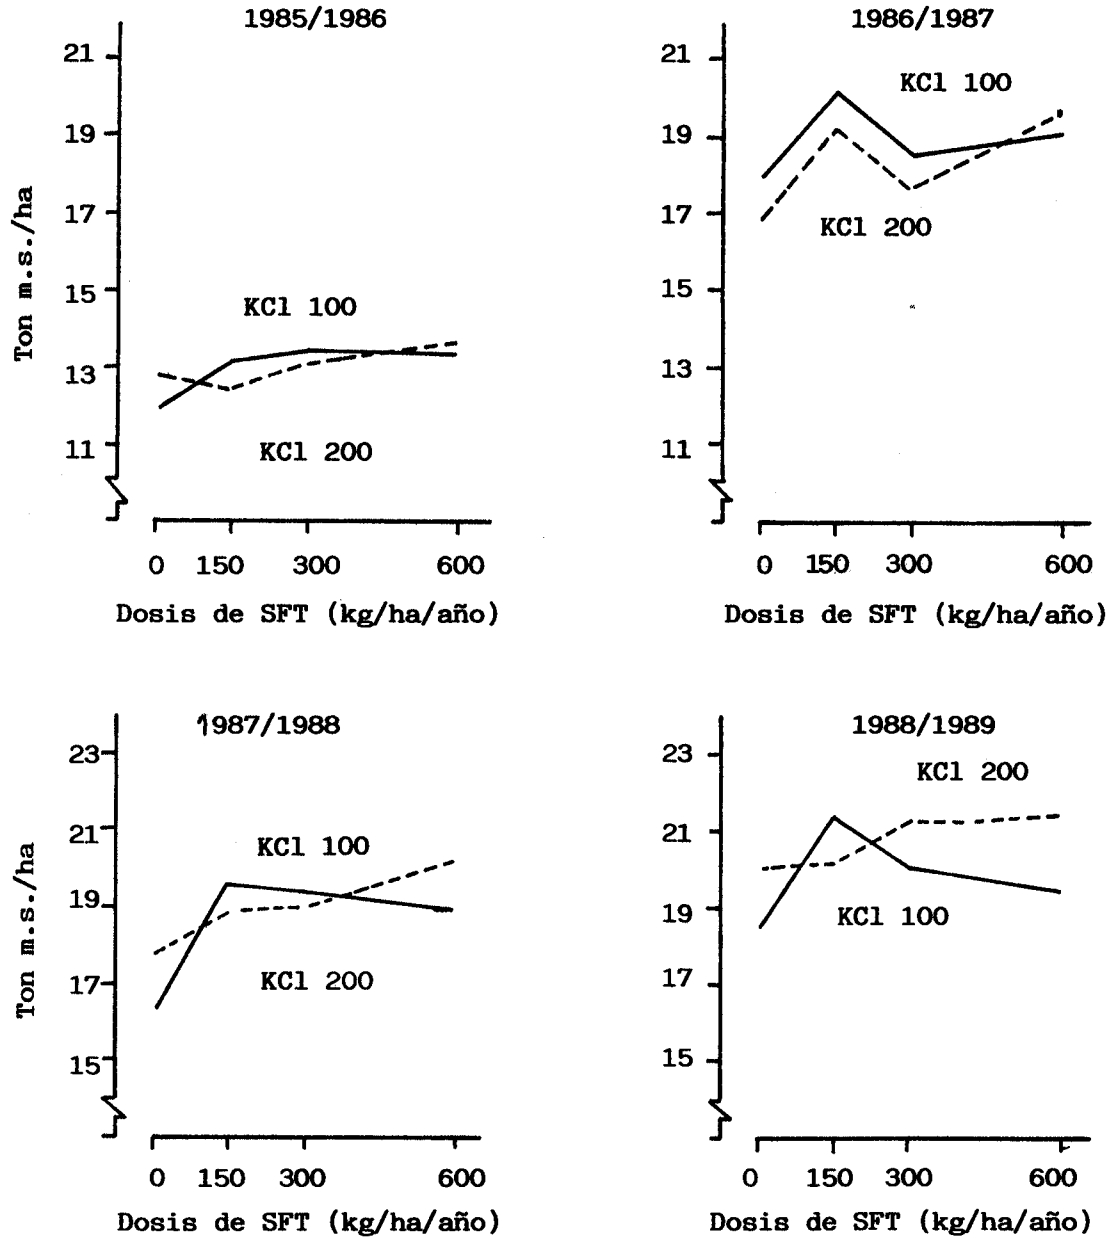 1985/1986
21
19
17
15
13
11
Ton m.s./ha
KCl 100
KCl 200
0 150 300 600
Dosis de SFT (kg/ha/año)
1986/1987
21
19
17
15
13
11
KCl 100
KCl 200
0 150 300 600
Dosis de SFT (kg/ha/año)
1987/1988
23
21
19
17
15
Ton m.s./ha
KCl 100
KCl 200
0 150 300 600
Dosis de SFT (kg/ha/año)
1988/1989
23
21
19
17
15
KCl 200
KCl 100
0 150 300 600
Dosis de SFT (kg/ha/año)